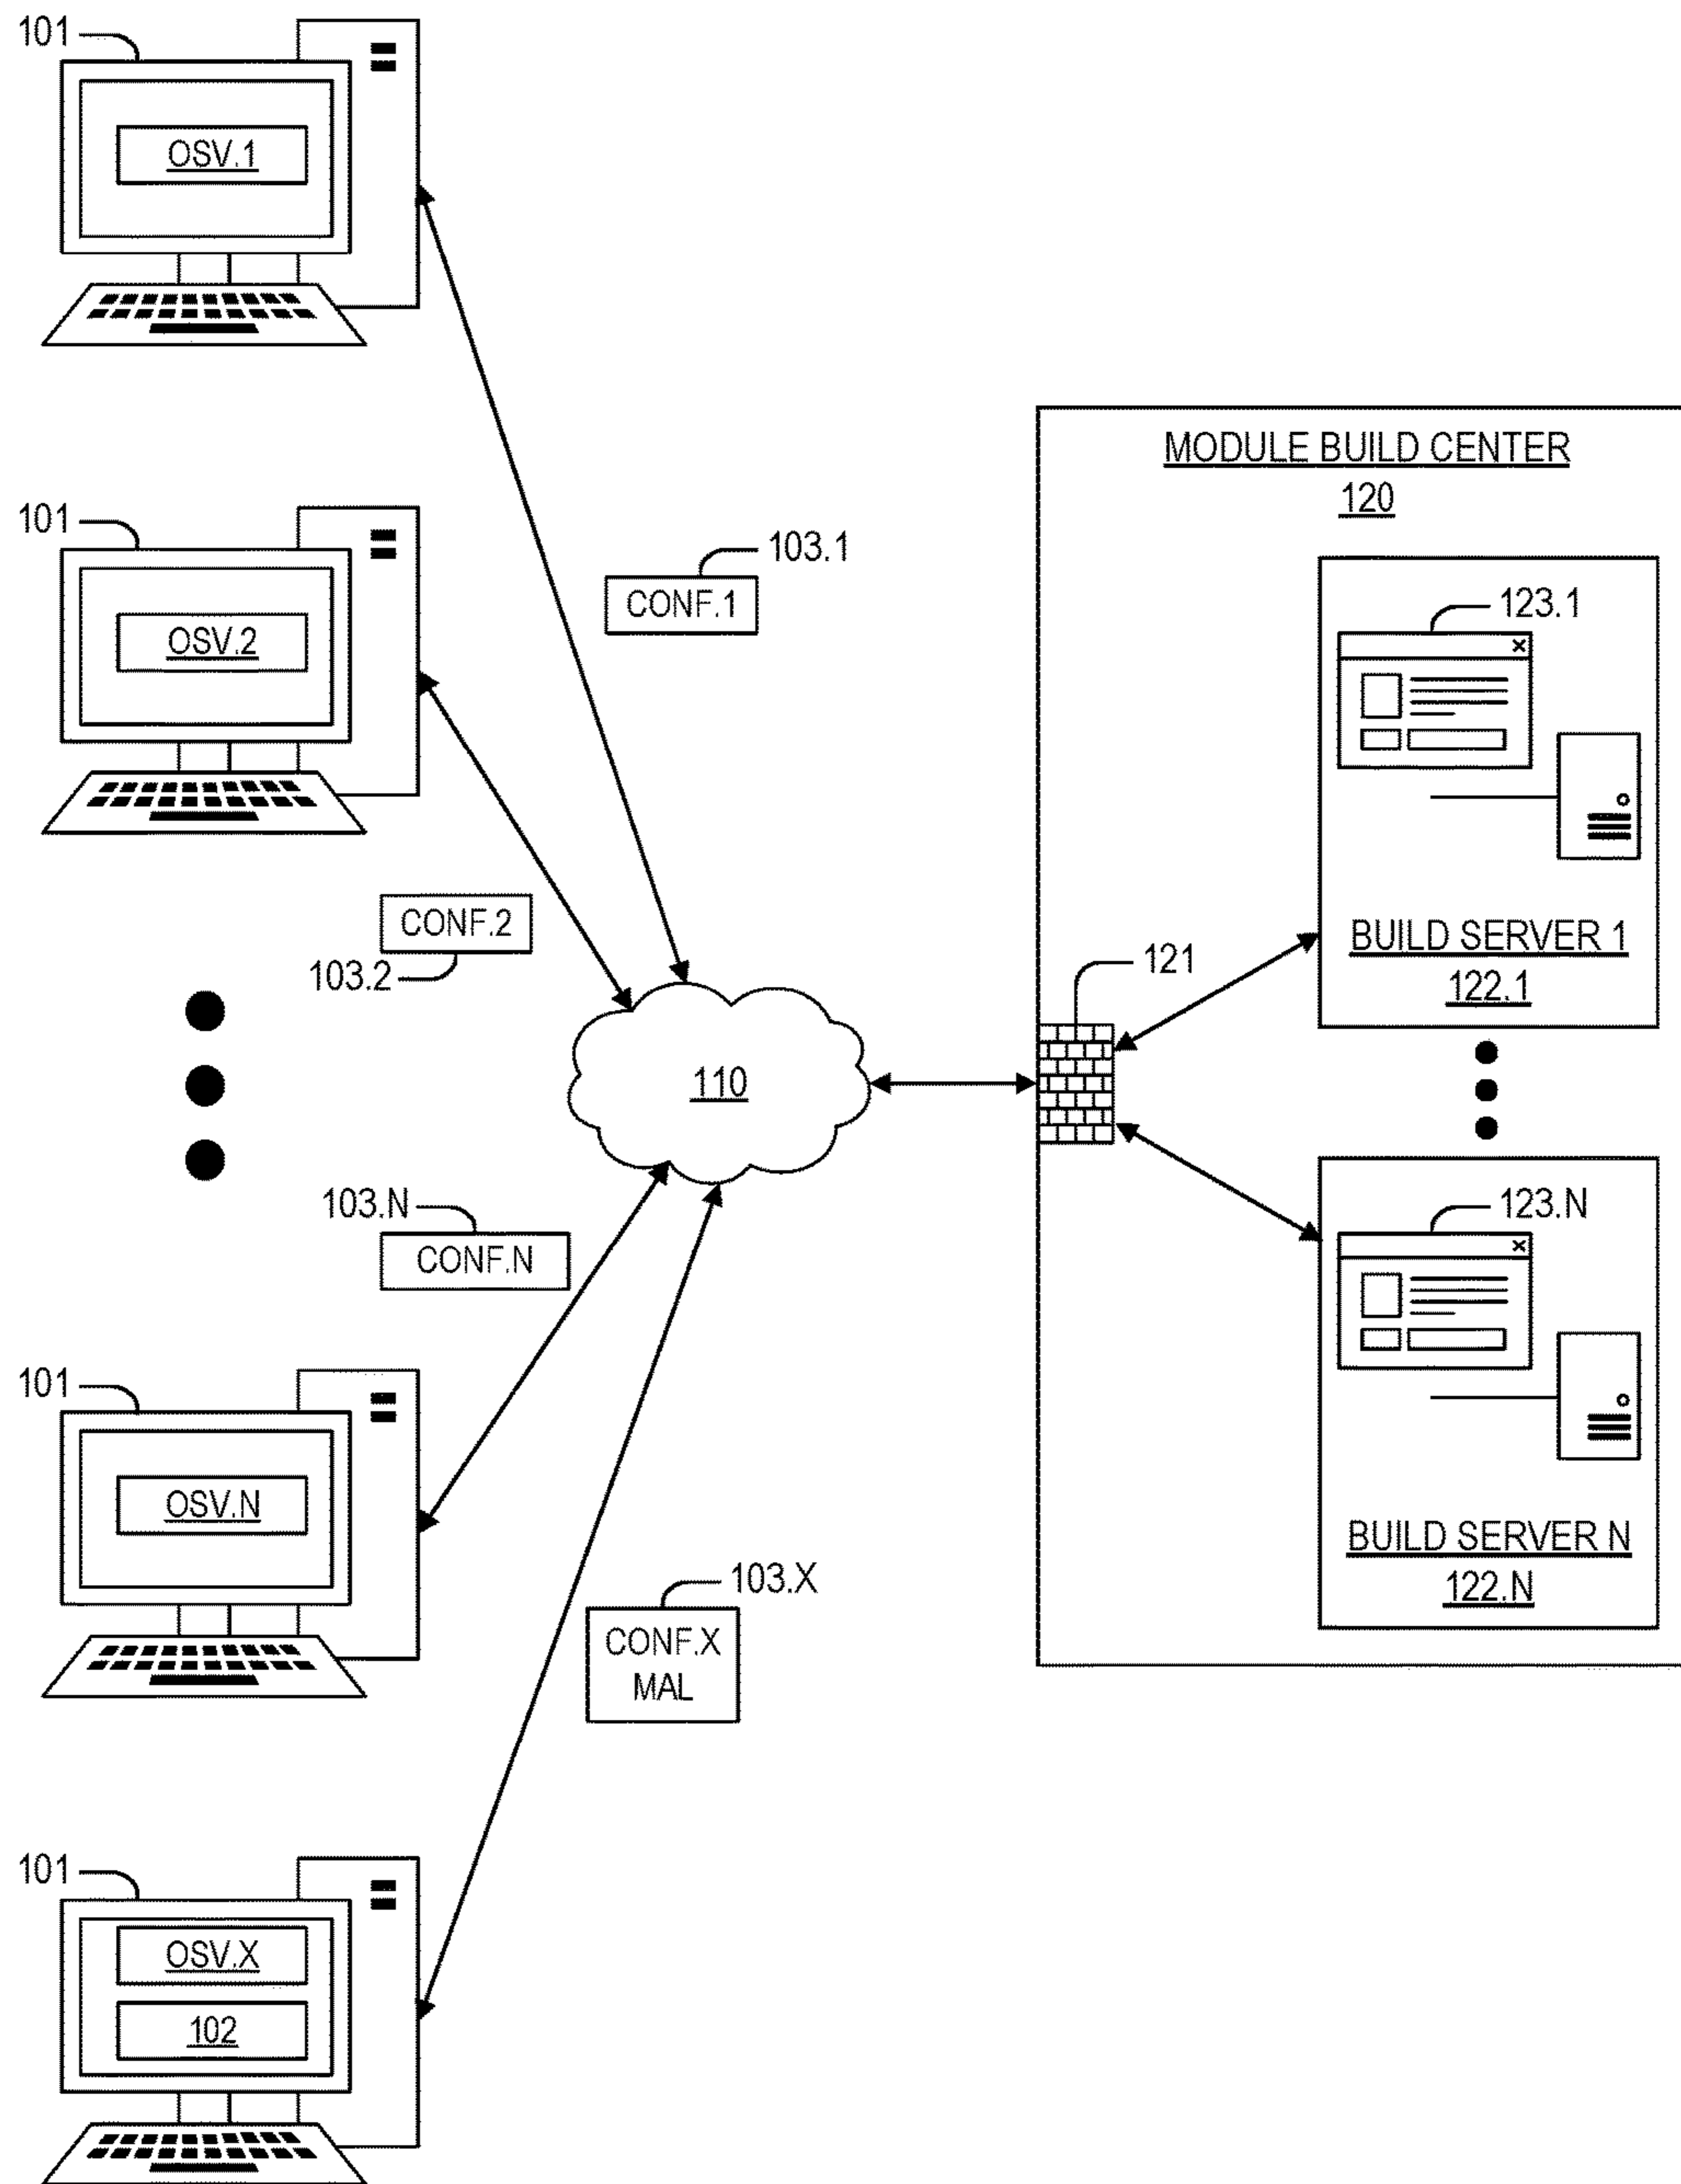 101
OSV.1
101
OSV.2
103.1
CONF.1
CONF.2
103.2
110
103.N
CONF.N
101
OSV.N
103.X
CONF.X
MAL
101
OSV.X
102
MODULE BUILD CENTER
120
121
123.1
×
BUILD SERVER 1
122.1
123.N
×
BUILD SERVER N
122.N